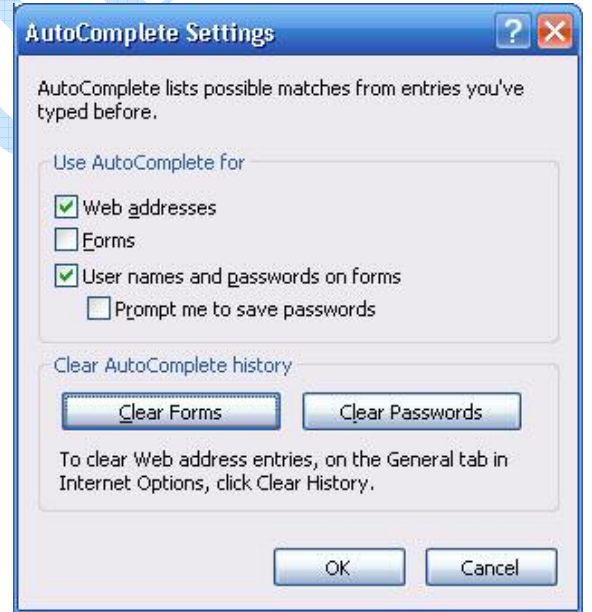 AutoComplete Settings
AutoComplete lists possible matches from entries you've
typed before.
Use AutoComplete for
Web addresses
Forms
User names and passwords on forms
Prompt me to save passwords
Clear AutoComplete history
Clear Forms
Clear Passwords
To clear Web address entries, on the General tab in
Internet Options, click Clear History.
OK
Cancel